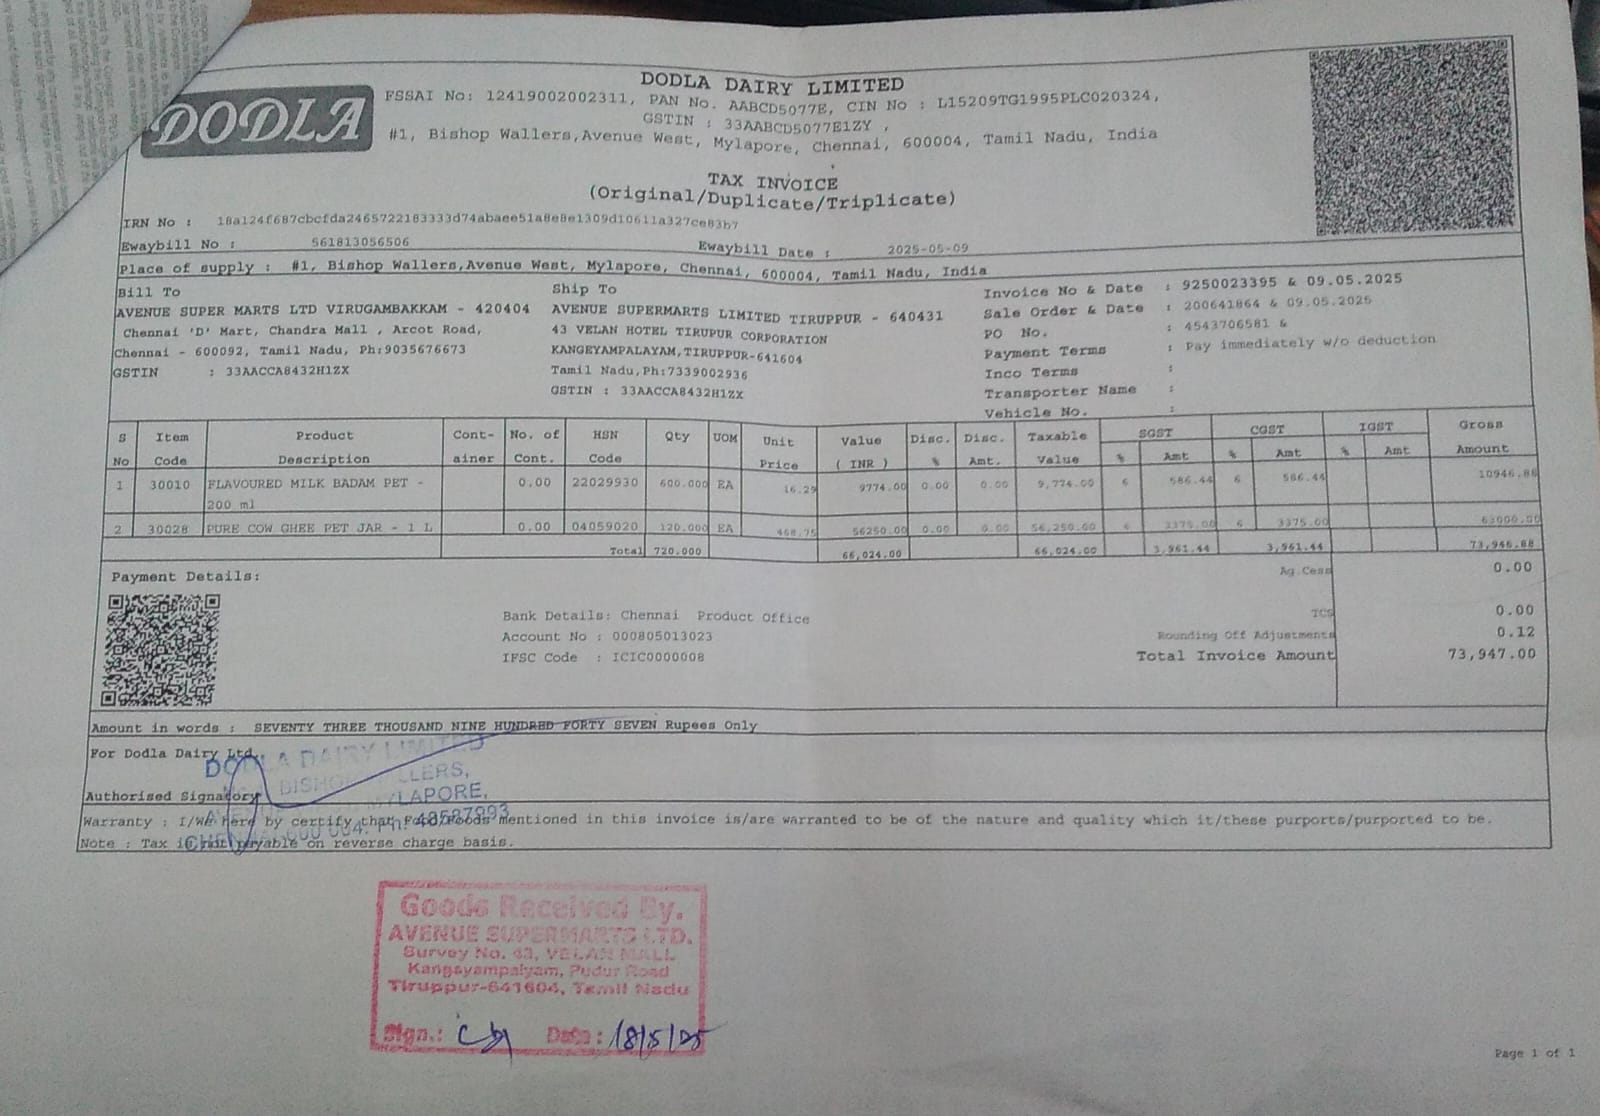 DODLA
DODLA DAIRY LIMITED
FSSAI No: 12419002002311, PAN No. AABCD5077E, CIN No : L15209TG1995PLC020324,
GSTIN : 33AABCD5077E1ZY ,
#1, Bishop Wallers,Avenue West, Mylapore, Chennai, 600004, Tamil Nadu, India
TAX INVOICE
(Original/Duplicate/Triplicate)
IRN No : 18a124f687cbcfda2465722183333d74abaee51a8e8e1309d10611a327ce83b7
Ewaybill No : 561813056506 Ewaybill Date : 2025-05-09
Place of supply : #1, Bishop Wallers,Avenue West, Mylapore, Chennai, 600004, Tamil Nadu, India
Bill To
AVENUE SUPER MARTS LTD VIRUGAMBAKKAM - 420404
Chennai 'D' Mart, Chandra Mall , Arcot Road,
Chennai - 600092, Tamil Nadu, Ph:9035676673
GSTIN : 33AACCA8432H1ZX
Ship To
AVENUE SUPERMARTS LIMITED TIRUPPUR - 640431
43 VELAN HOTEL TIRUPUR CORPORATION
KANGEYAMPALAYAM,TIRUPPUR-641604
Tamil Nadu,Ph:7339002936
GSTIN : 33AACCA8432H1ZX
Invoice No & Date : 9250023395 & 09.05.2025
Sale Order & Date : 200641864 & 09.05.2025
PO No. : 4543706581 &
Payment Terms : Pay immediately w/o deduction
Inco Terms :
Transporter Name :
Vehicle No. :
S Item Product Cont- No. of HSN Qty UOM Unit Value Disc. Disc. Taxable SGST CGST IGST Gross
No Code Description ainer Cont. Code Price ( INR ) % Amt. Value % Amt % Amt % Amt Amount
1 30010 FLAVOURED MILK BADAM PET - 0.00 22029930 600.000 EA 16.29 9774.00 0.00 0.00 9,774.00 6 586.44 6 586.44 10946.88
200 ml
2 30028 PURE COW GHEE PET JAR - 1 L 0.00 04059020 120.000 EA 468.75 56250.00 0.00 0.00 56,250.00 6 3375.00 6 3375.00 63000.00
Total 720.000 66,024.00 66,024.00 3,961.44 3,961.44 73,946.88
Payment Details:
Bank Details: Chennai Product Office
Account No : 000805013023
IFSC Code : ICIC0000008
Ag.Cess 0.00
TCS 0.00
Rounding Off Adjustments 0.12
Total Invoice Amount 73,947.00
Amount in words : SEVENTY THREE THOUSAND NINE HUNDRED FORTY SEVEN Rupees Only
For Dodla Dairy Ltd.
DODLA DAIRY LIMITED
MYLAPORE,
Authorised Signatory
Warranty : I/We here by certify that Food/Foods mentioned in this invoice is/are warranted to be of the nature and quality which it/these purports/purported to be.
Note : Tax is not payable on reverse charge basis.
Goods Received By.
AVENUE SUPERMARTS LTD.
Survey No. 43, VELAN MALL
Kangayampalyam, Pudur Road
Tiruppur-641604, Tamil Nadu
Sign.: Date : 18/5/25
Page 1 of 1